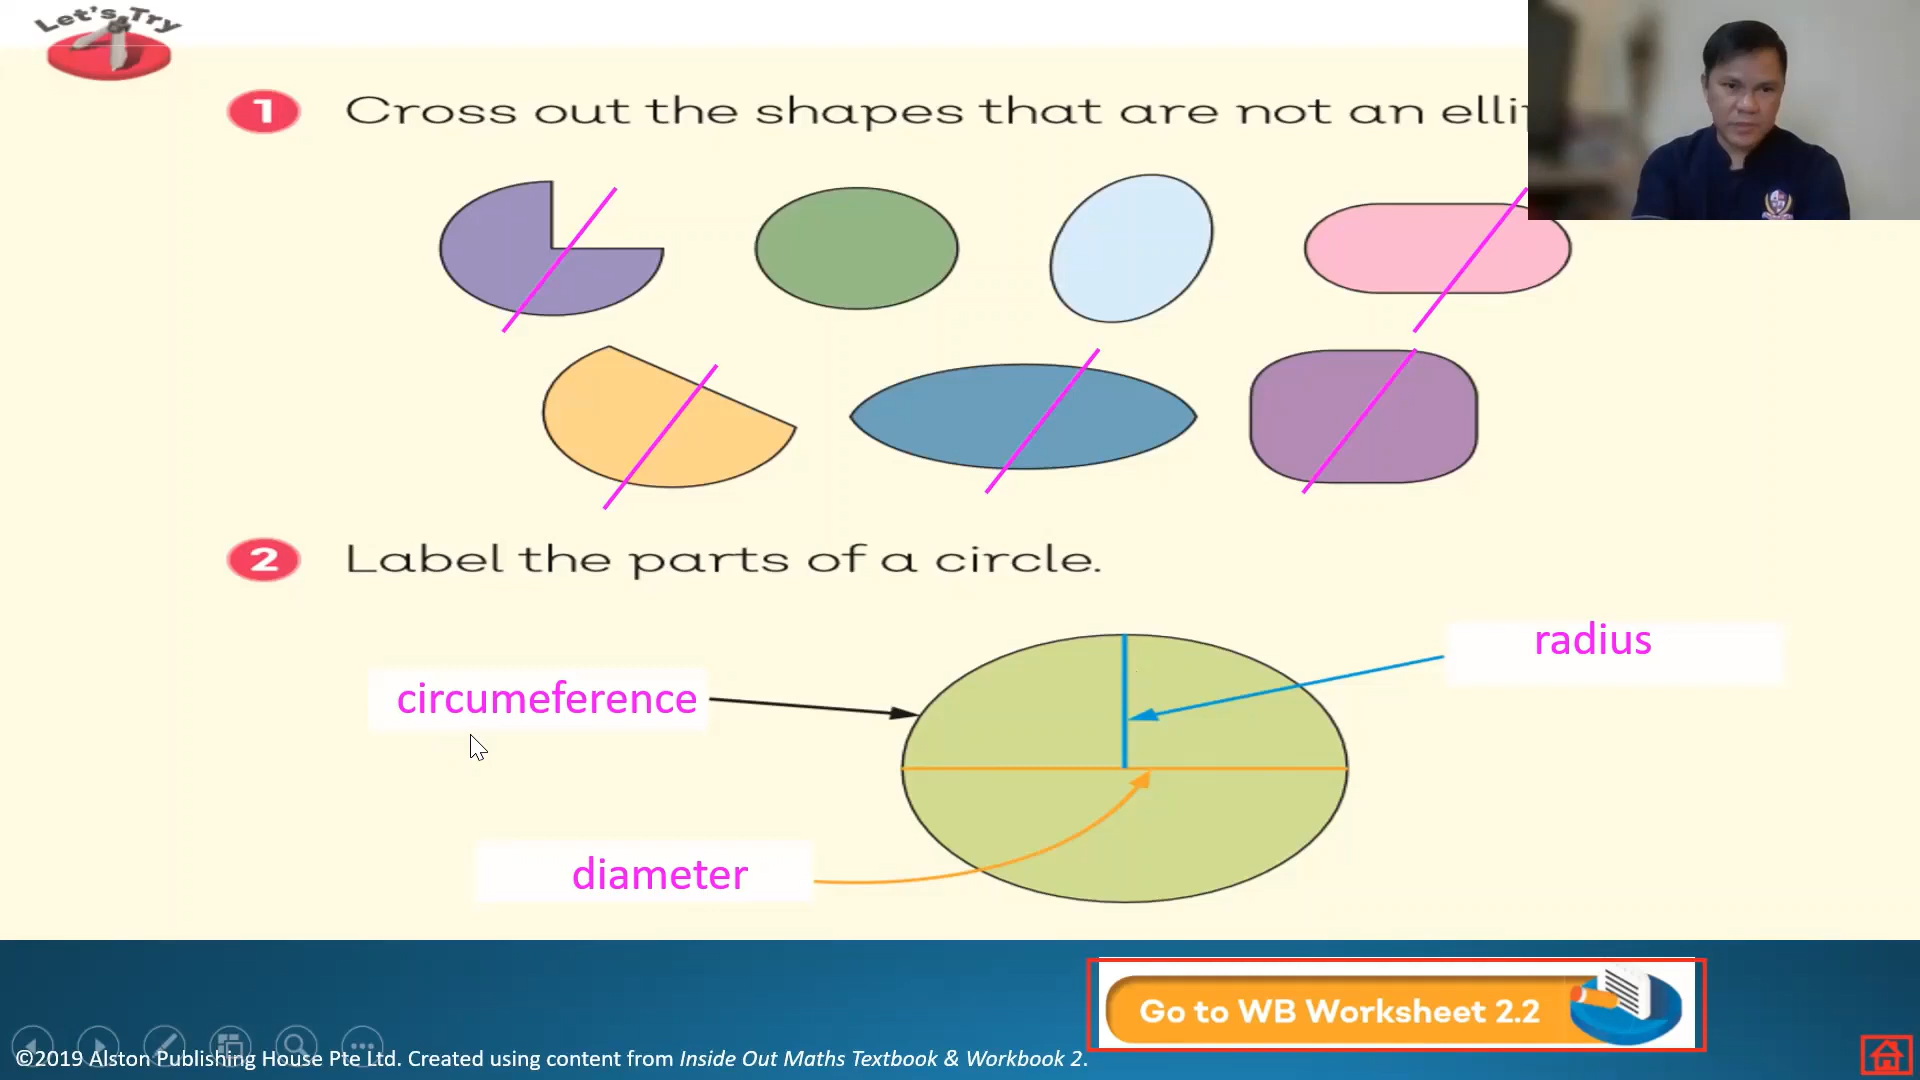 Let's Try
4
1 Cross out the shapes that are not an elli
2 Label the parts of a circle.
radius
circumeference
diameter
Go to WB Worksheet 2.2
©2019 Alston Publishing House Pte Ltd. Created using content from Inside Out Maths Textbook & Workbook 2.